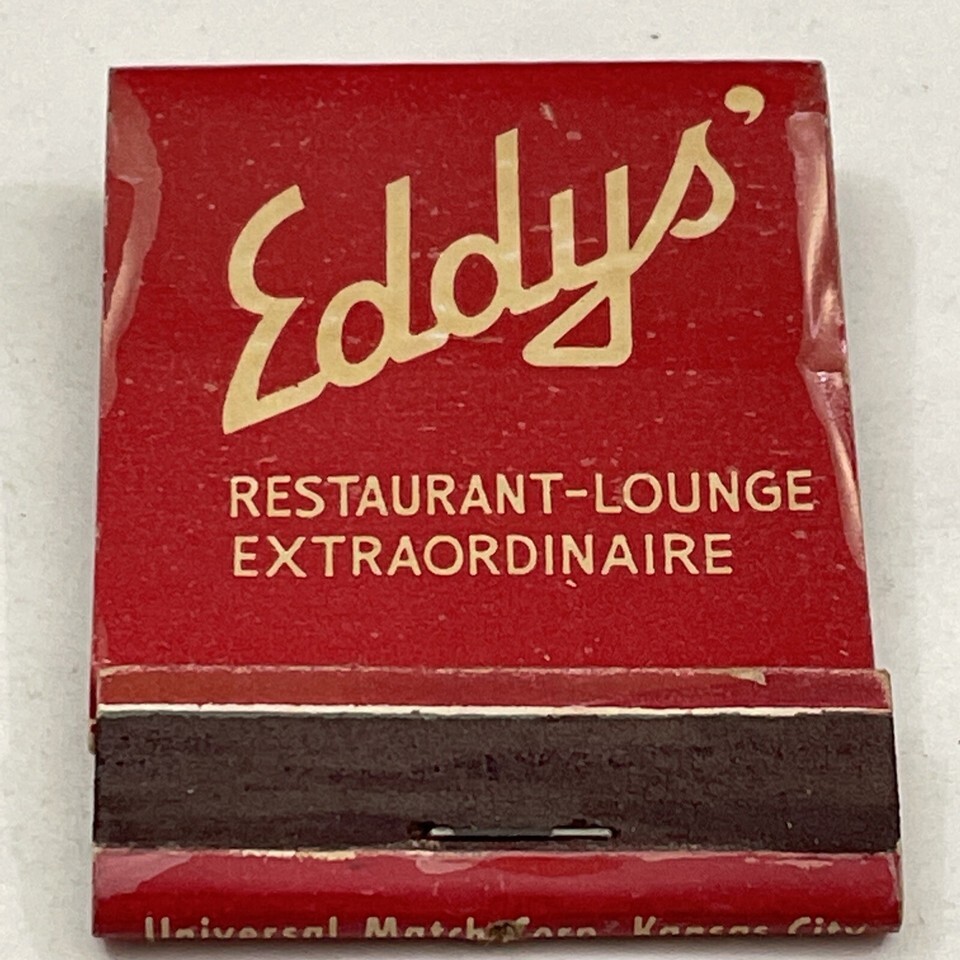 Eddys'
RESTAURANT-LOUNGE
EXTRAORDINAIRE
Universal Match Corp. Kansas City